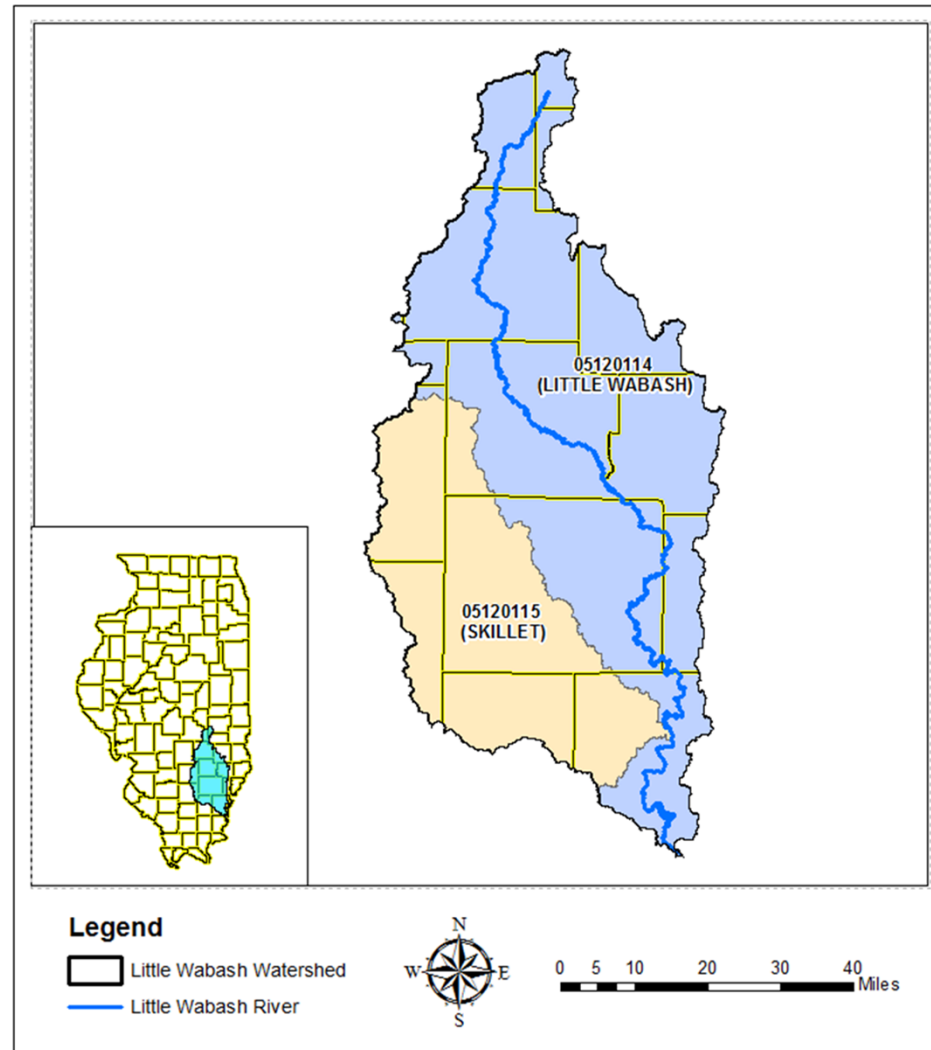 05120114
(LITTLE WABASH)
05120115
(SKILLET)
Legend
Little Wabash Watershed
Little Wabash River
N
W E
S
0 5 10 20 30 40
Miles